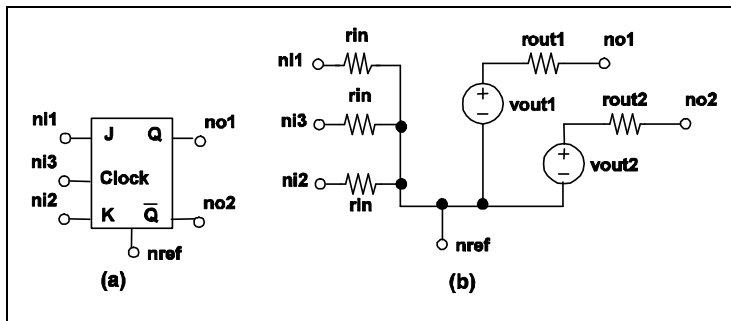 nI1
J
Q
no1
nI3
Clock
nI2
K
Q
no2
nref
(a)
rin
nI1
rin
nI3
rin
nI2
nref
vout1
rout1
no1
vout2
rout2
no2
(b)